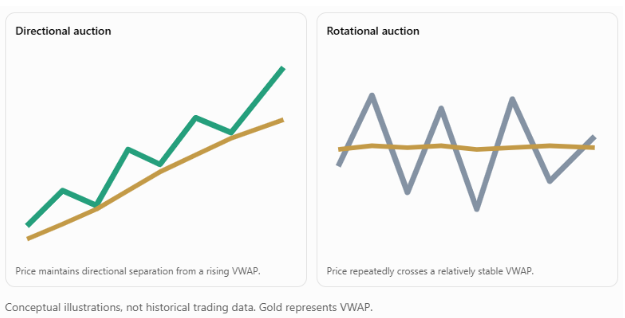 Directional auction
Rotational auction
Price maintains directional separation from a rising VWAP.
Price repeatedly crosses a relatively stable VWAP.
Conceptual illustrations, not historical trading data. Gold represents VWAP.